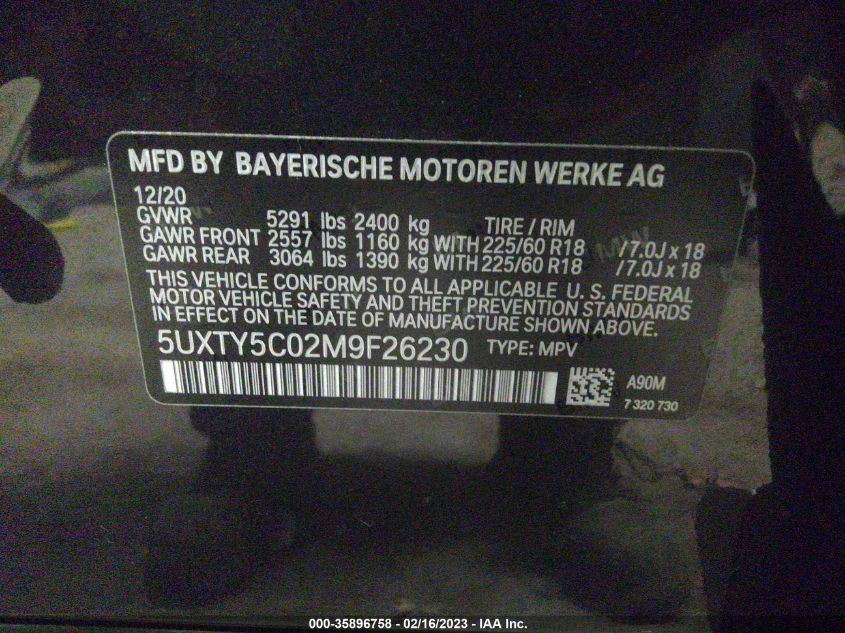 MFD BY BAYERISCHE MOTOREN WERKE AG
12/20
GVWR 5291 lbs 2400 kg TIRE / RIM
GAWR FRONT 2557 lbs 1160 kg WITH 225/60 R18 /7.0J x 18
GAWR REAR 3064 lbs 1390 kg WITH 225/60 R18 /7.0J x 18
THIS VEHICLE CONFORMS TO ALL APPLICABLE U. S. FEDERAL
MOTOR VEHICLE SAFETY AND THEFT PREVENTION STANDARDS
IN EFFECT ON THE DATE OF MANUFACTURE SHOWN ABOVE.
5UXTY5C02M9F26230 TYPE: MPV
A90M
7 320 730
000-35896758 - 02/16/2023 - IAA Inc.